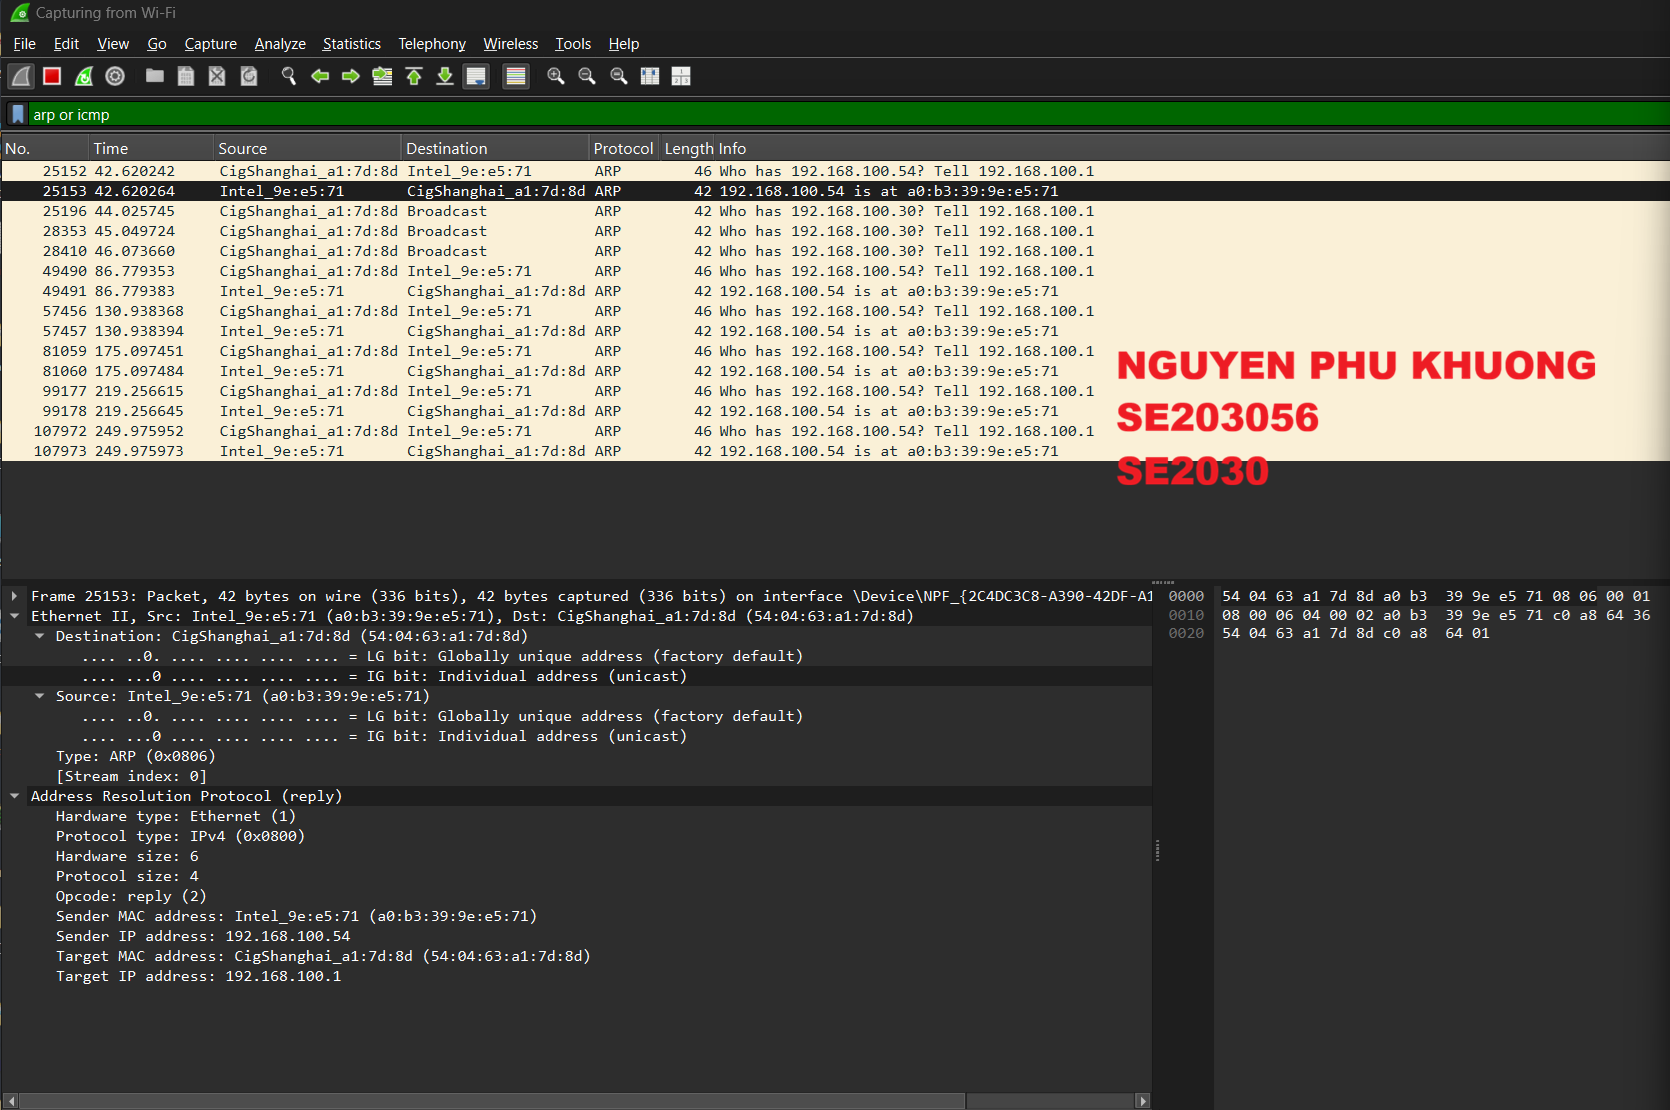 Capturing from Wi-Fi
File Edit View Go Capture Analyze Statistics Telephony Wireless Tools Help
arp or icmp
No. Time Source Destination Protocol Length Info
25152 42.620242 CigShanghai_a1:7d:8d Intel_9e:e5:71 ARP 46 Who has 192.168.100.54? Tell 192.168.100.1
25153 42.620264 Intel_9e:e5:71 CigShanghai_a1:7d:8d ARP 42 192.168.100.54 is at a0:b3:39:9e:e5:71
25196 44.025745 CigShanghai_a1:7d:8d Broadcast ARP 42 Who has 192.168.100.30? Tell 192.168.100.1
28353 45.049724 CigShanghai_a1:7d:8d Broadcast ARP 42 Who has 192.168.100.30? Tell 192.168.100.1
28410 46.073660 CigShanghai_a1:7d:8d Broadcast ARP 42 Who has 192.168.100.30? Tell 192.168.100.1
49490 86.779353 CigShanghai_a1:7d:8d Intel_9e:e5:71 ARP 46 Who has 192.168.100.54? Tell 192.168.100.1
49491 86.779383 Intel_9e:e5:71 CigShanghai_a1:7d:8d ARP 42 192.168.100.54 is at a0:b3:39:9e:e5:71
57456 130.938368 CigShanghai_a1:7d:8d Intel_9e:e5:71 ARP 46 Who has 192.168.100.54? Tell 192.168.100.1
57457 130.938394 Intel_9e:e5:71 CigShanghai_a1:7d:8d ARP 42 192.168.100.54 is at a0:b3:39:9e:e5:71
81059 175.097451 CigShanghai_a1:7d:8d Intel_9e:e5:71 ARP 46 Who has 192.168.100.54? Tell 192.168.100.1
81060 175.097484 Intel_9e:e5:71 CigShanghai_a1:7d:8d ARP 42 192.168.100.54 is at a0:b3:39:9e:e5:71
99177 219.256615 CigShanghai_a1:7d:8d Intel_9e:e5:71 ARP 46 Who has 192.168.100.54? Tell 192.168.100.1
99178 219.256645 Intel_9e:e5:71 CigShanghai_a1:7d:8d ARP 42 192.168.100.54 is at a0:b3:39:9e:e5:71
107972 249.975952 CigShanghai_a1:7d:8d Intel_9e:e5:71 ARP 46 Who has 192.168.100.54? Tell 192.168.100.1
107973 249.975973 Intel_9e:e5:71 CigShanghai_a1:7d:8d ARP 42 192.168.100.54 is at a0:b3:39:9e:e5:71
NGUYEN PHU KHUONG
SE203056
SE2030
Frame 25153: Packet, 42 bytes on wire (336 bits), 42 bytes captured (336 bits) on interface \Device\NPF_{2C4DC3C8-A390-42DF-A1
Ethernet II, Src: Intel_9e:e5:71 (a0:b3:39:9e:e5:71), Dst: CigShanghai_a1:7d:8d (54:04:63:a1:7d:8d)
Destination: CigShanghai_a1:7d:8d (54:04:63:a1:7d:8d)
.... ..0. .... .... .... .... = LG bit: Globally unique address (factory default)
.... ...0 .... .... .... .... = IG bit: Individual address (unicast)
Source: Intel_9e:e5:71 (a0:b3:39:9e:e5:71)
.... ..0. .... .... .... .... = LG bit: Globally unique address (factory default)
.... ...0 .... .... .... .... = IG bit: Individual address (unicast)
Type: ARP (0x0806)
[Stream index: 0]
Address Resolution Protocol (reply)
Hardware type: Ethernet (1)
Protocol type: IPv4 (0x0800)
Hardware size: 6
Protocol size: 4
Opcode: reply (2)
Sender MAC address: Intel_9e:e5:71 (a0:b3:39:9e:e5:71)
Sender IP address: 192.168.100.54
Target MAC address: CigShanghai_a1:7d:8d (54:04:63:a1:7d:8d)
Target IP address: 192.168.100.1
0000 54 04 63 a1 7d 8d a0 b3 39 9e e5 71 08 06 00 01
0010 08 00 06 04 00 02 a0 b3 39 9e e5 71 c0 a8 64 36
0020 54 04 63 a1 7d 8d c0 a8 64 01